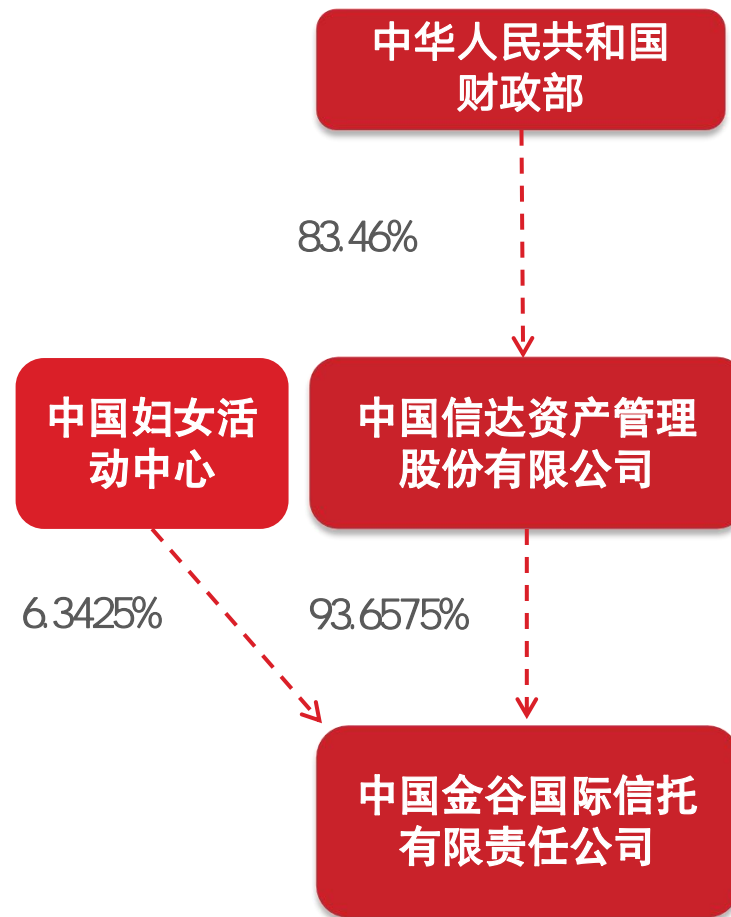 中华人民共和国
财政部
83.46%
中国妇女活
动中心
中国信达资产管理
股份有限公司
6.3425%
93.6575%
中国金谷国际信托
有限责任公司